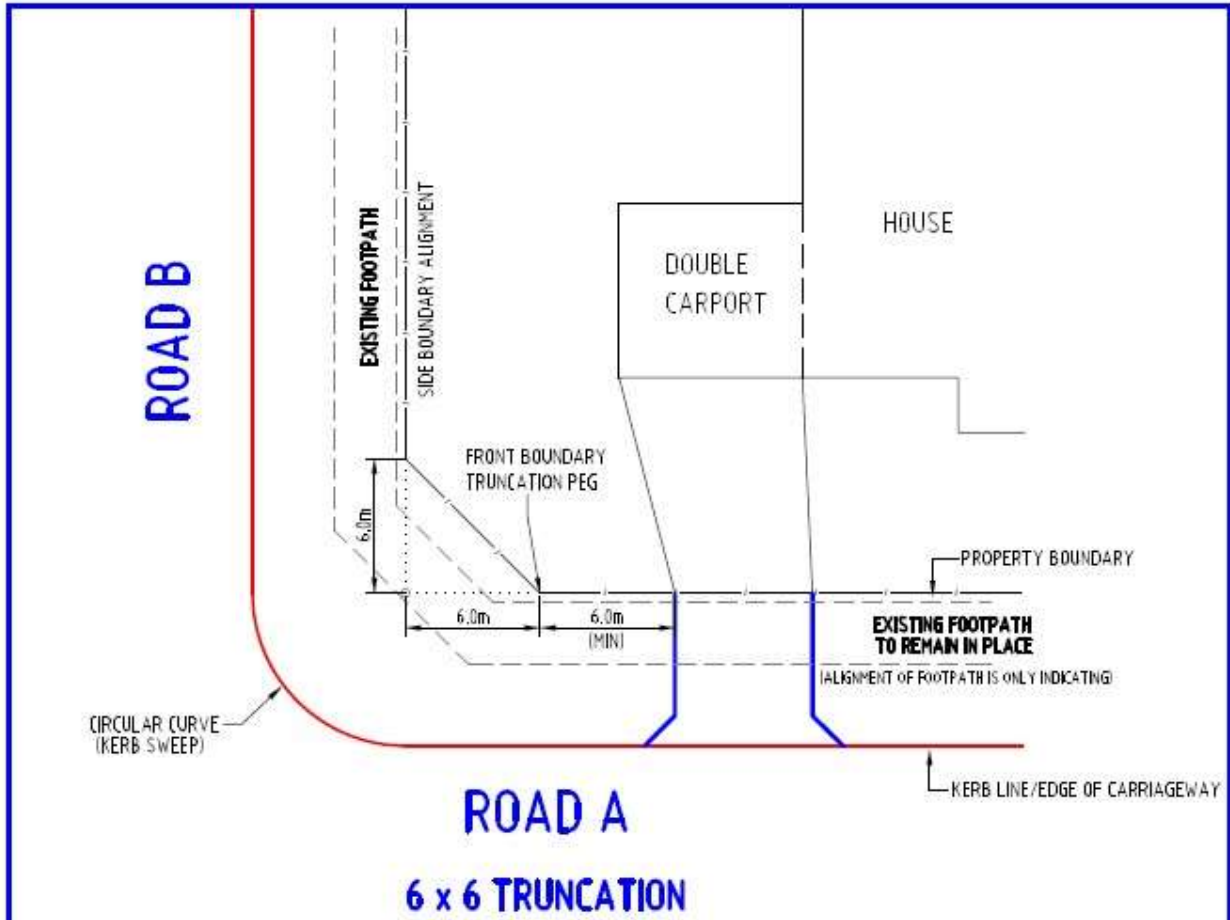 HOUSE
DOUBLE
CARPORT
ROAD B
EXISTING FOOTPATH
SIDE BOUNDARY ALIGNMENT
FRONT BOUNDARY
TRUNCATION PEG
6.0m
PROPERTY BOUNDARY
6.0m
6.0m
(MIN)
EXISTING FOOTPATH
TO REMAIN IN PLACE
(ALIGNMENT OF FOOTPATH IS ONLY INDICATING)
CIRCULAR CURVE
(KERB SWEEP)
KERB LINE/EDGE OF CARRIAGEWAY
ROAD A
6 x 6 TRUNCATION